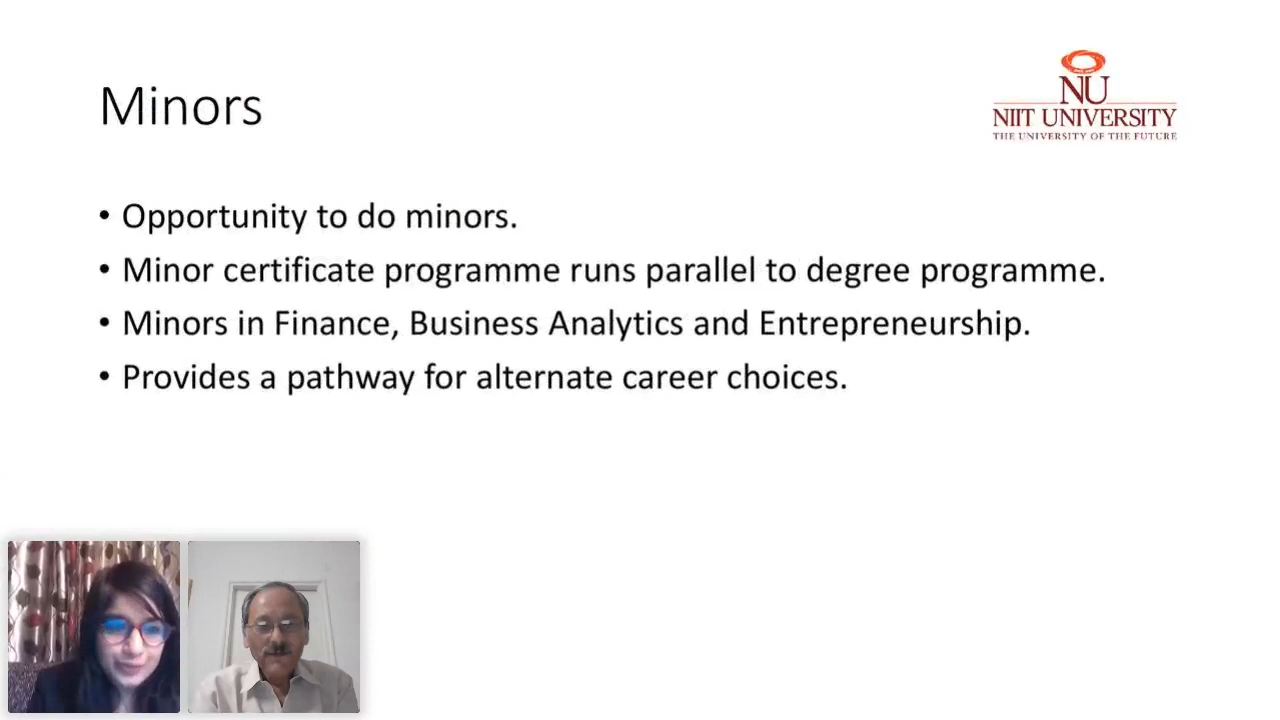 Minors
NU
NIIT UNIVERSITY
THE UNIVERSITY OF THE FUTURE
• Opportunity to do minors.
• Minor certificate programme runs parallel to degree programme.
• Minors in Finance, Business Analytics and Entrepreneurship.
• Provides a pathway for alternate career choices.